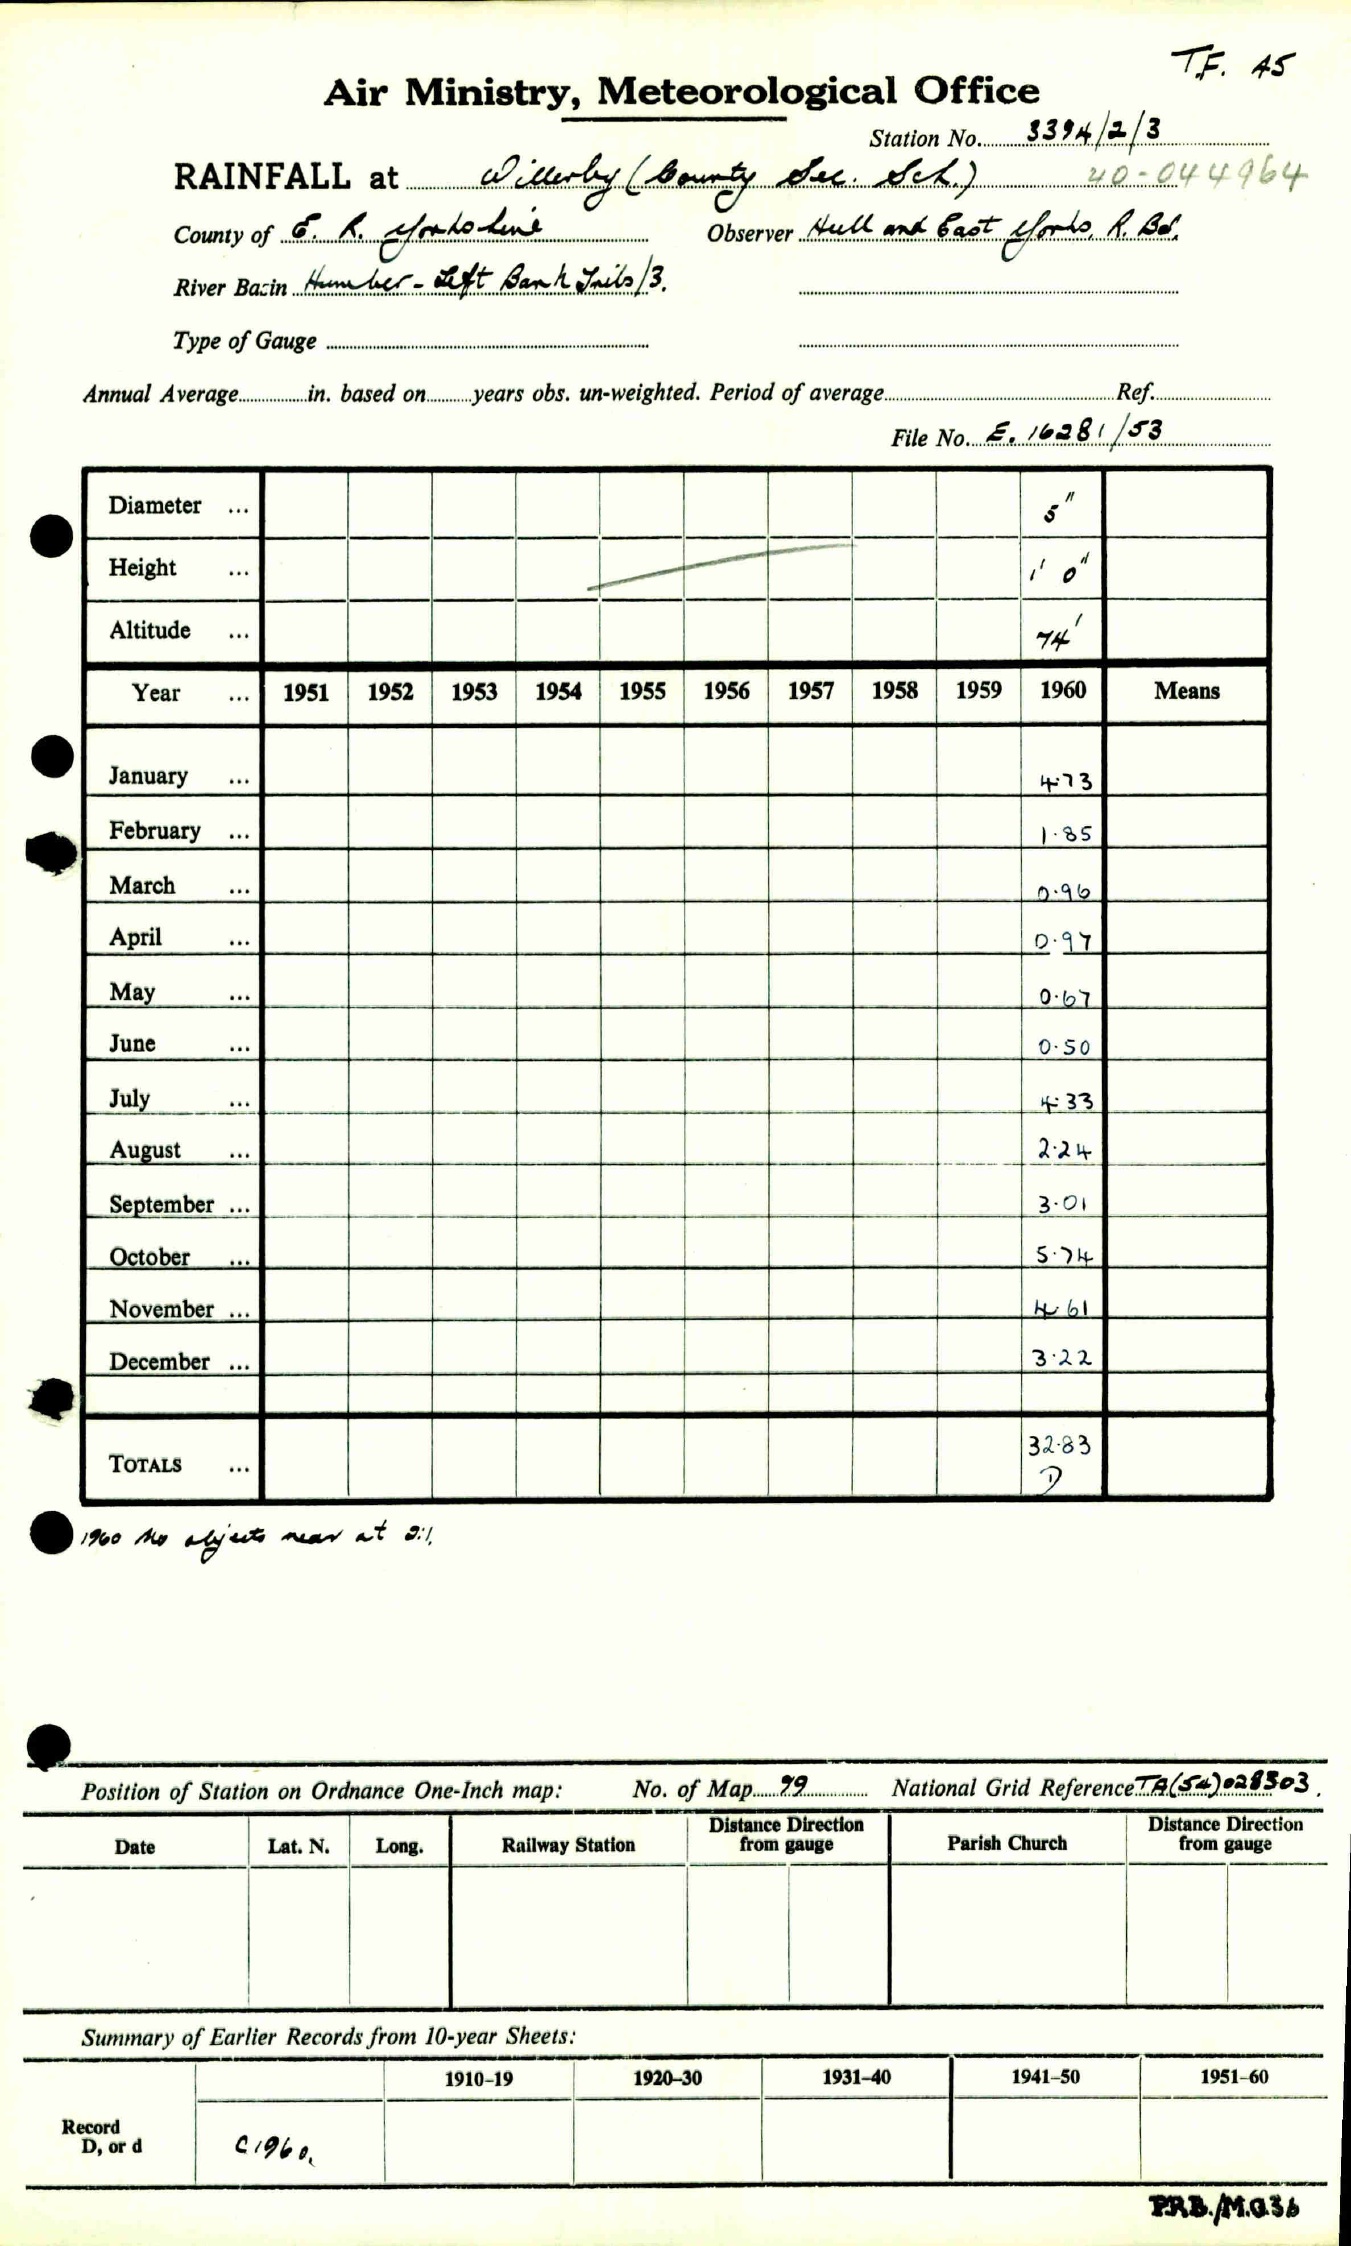 T.F. A5
Air Ministry, Meteorological Office
Station No. 3394/2/3
RAINFALL at Willerby (County Sec. Sch.) 40-044964
County of E. R. Yorkshire Observer Hull and East Yorks. R. Bd.
River Basin Humber - Left Bank Tribs/3.
Type of Gauge
Annual Average in. based on years obs. un-weighted. Period of average Ref.
File No. E. 16281/53
Diameter ... 5"
Height ... 1' 0"
Altitude ... 74'
Year ... 1951 1952 1953 1954 1955 1956 1957 1958 1959 1960 Means
January ... 4.73
February ... 1.85
March ... 0.96
April ... 0.97
May ... 0.67
June ... 0.50
July ... 4.33
August ... 2.24
September ... 3.01
October ... 5.74
November ... 4.61
December ... 3.22
TOTALS ... 32.83
D
1960 No objects near at 2:1.
Position of Station on Ordnance One-Inch map: No. of Map 99 National Grid Reference TA(54)028303.
Date Lat. N. Long. Railway Station Distance Direction from gauge Parish Church Distance Direction from gauge
Summary of Earlier Records from 10-year Sheets:
1910–19 1920–30 1931–40 1941–50 1951–60
Record
D, or d C1960.
P.R.B./M.O.36